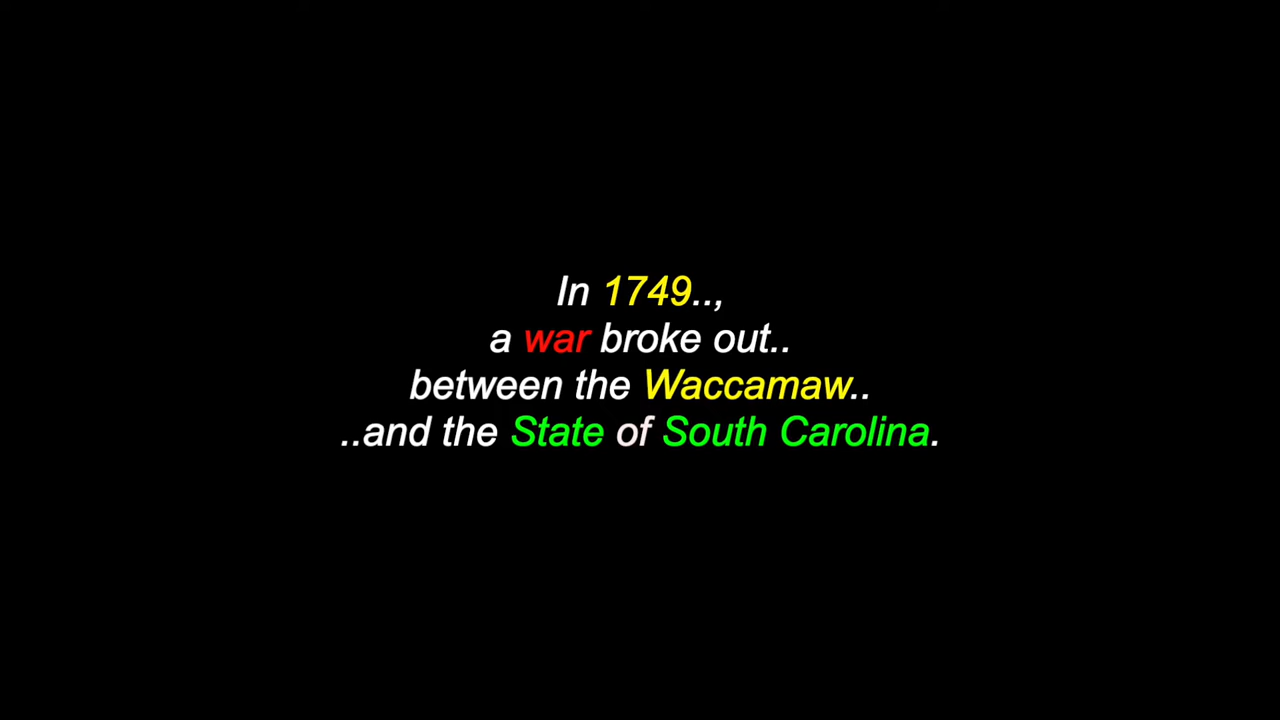 In 1749..,
a war broke out..
between the Waccamaw..
..and the State of South Carolina.